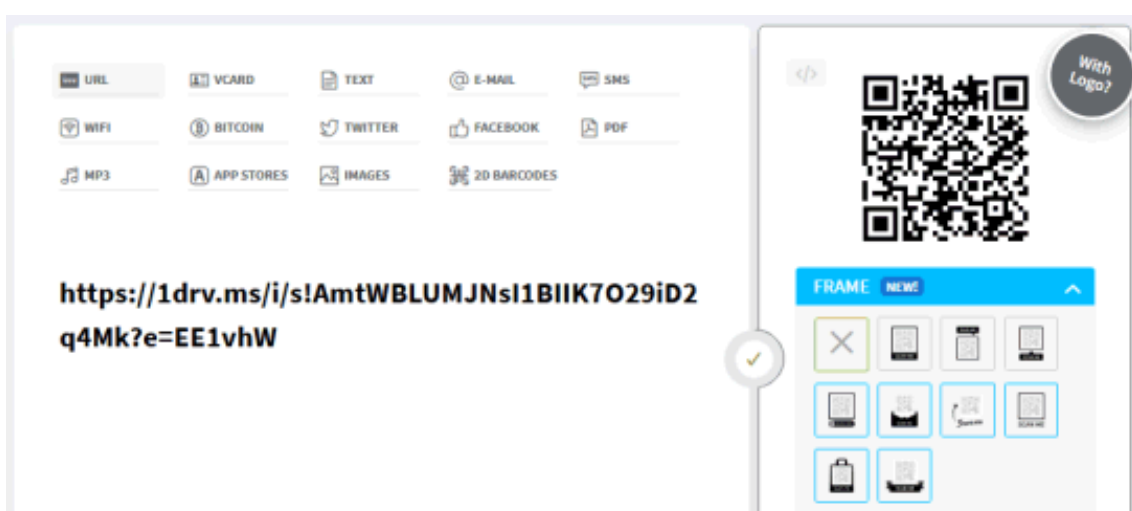 URL
VCARD
TEXT
E-MAIL
SMS
WIFI
BITCOIN
TWITTER
FACEBOOK
PDF
MP3
APP STORES
IMAGES
2D BARCODES
https://1drv.ms/i/s!AmtWBLUMJNsI1BIIK7O29iD2
q4Mk?e=EE1vhW
With
Logo?
</>
FRAME NEW!